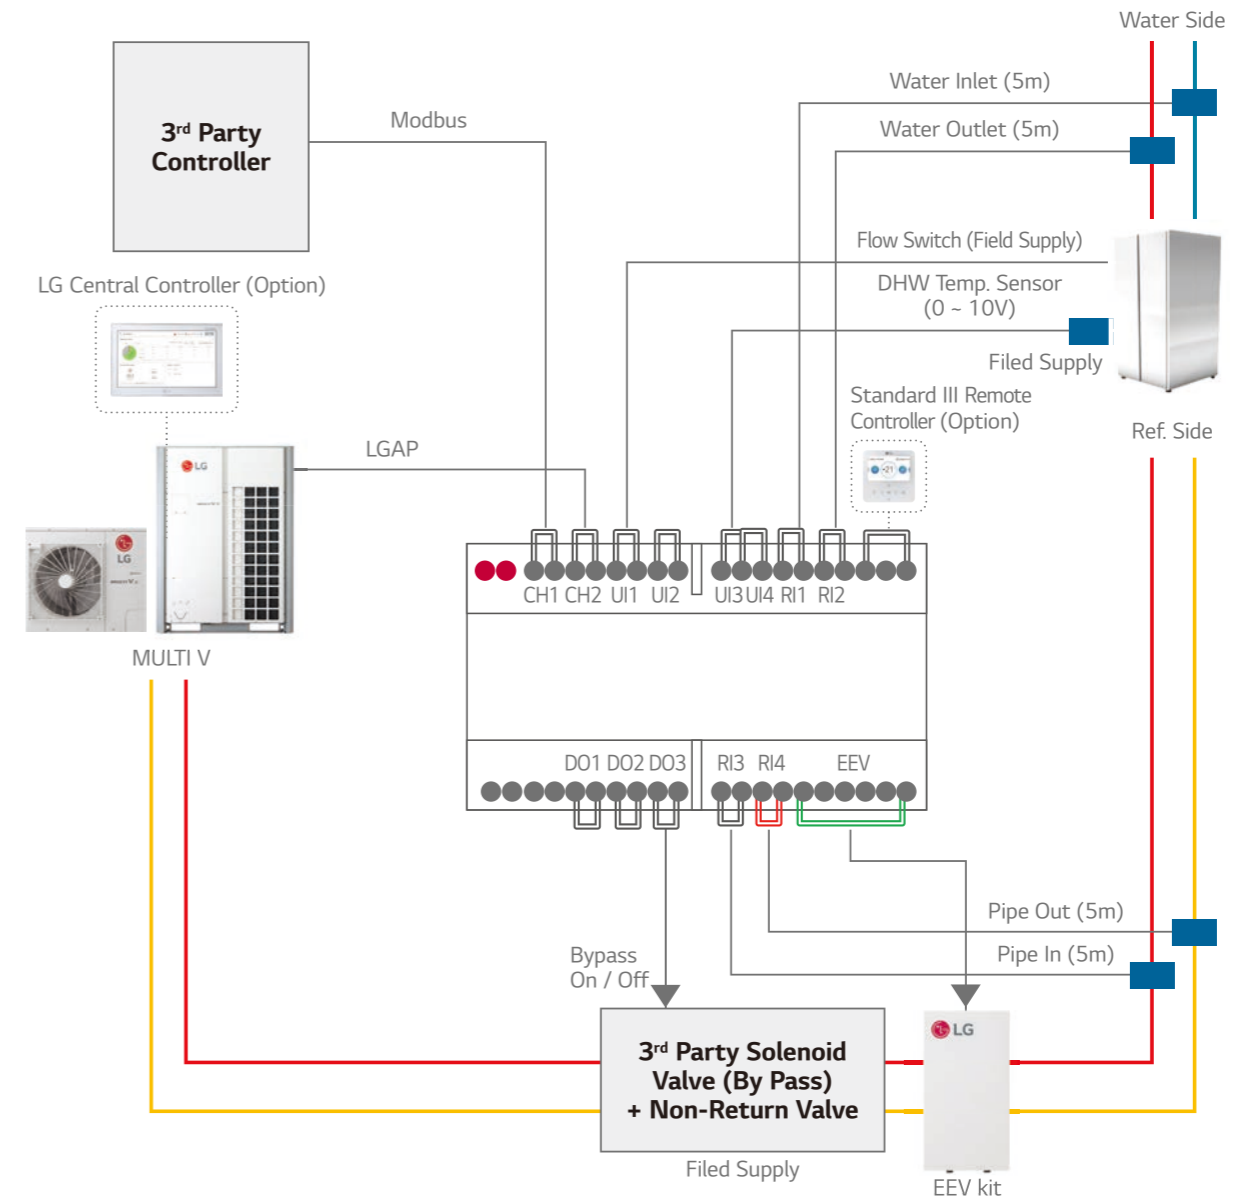 Water Side
Water Inlet (5m)
Water Outlet (5m)
3rd Party
Controller
Modbus
Flow Switch (Field Supply)
DHW Temp. Sensor
(0 ~ 10V)
Filed Supply
LG Central Controller (Option)
Standard III Remote
Controller (Option)
Ref. Side
LGAP
LG
LG
MULTI V
CH1 CH2 UI1 UI2 UI3 UI4 RI1 RI2
DO1 DO2 DO3 RI3 RI4 EEV
Pipe Out (5m)
Pipe In (5m)
Bypass
On / Off
LG
3rd Party Solenoid
Valve (By Pass)
+ Non-Return Valve
Filed Supply
EEV kit